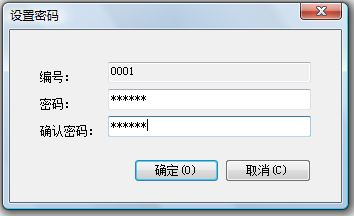 设置密码
编号： 0001
密码： ******
确认密码： ******
确定(O) 取消(C)